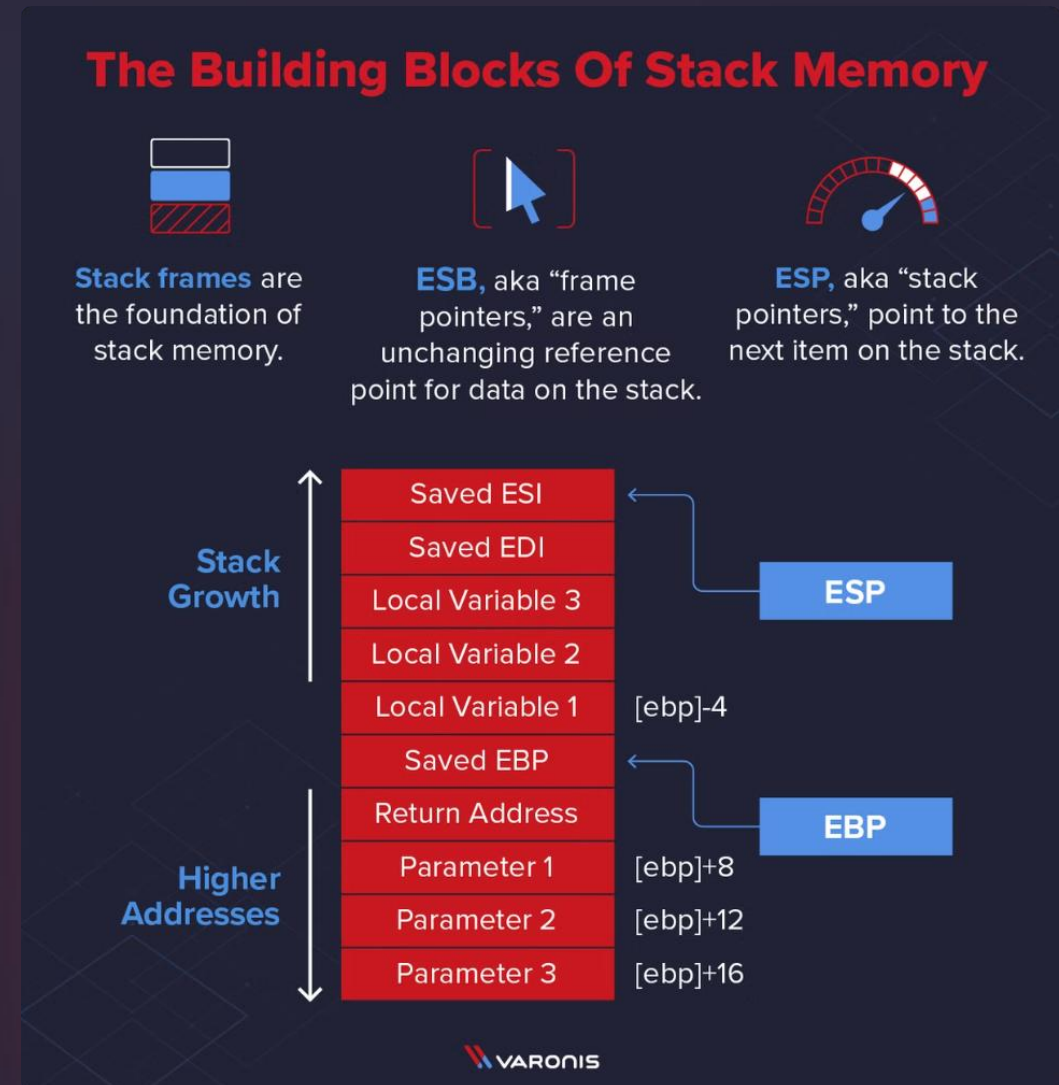 The Building Blocks Of Stack Memory
Stack frames are
the foundation of
stack memory.
ESB, aka “frame
pointers,” are an
unchanging reference
point for data on the stack.
ESP, aka “stack
pointers,” point to the
next item on the stack.
Stack
Growth
Higher
Addresses
Saved ESI
Saved EDI
Local Variable 3
Local Variable 2
Local Variable 1 [ebp]-4
Saved EBP
Return Address
Parameter 1 [ebp]+8
Parameter 2 [ebp]+12
Parameter 3 [ebp]+16
ESP
EBP
VARONIS